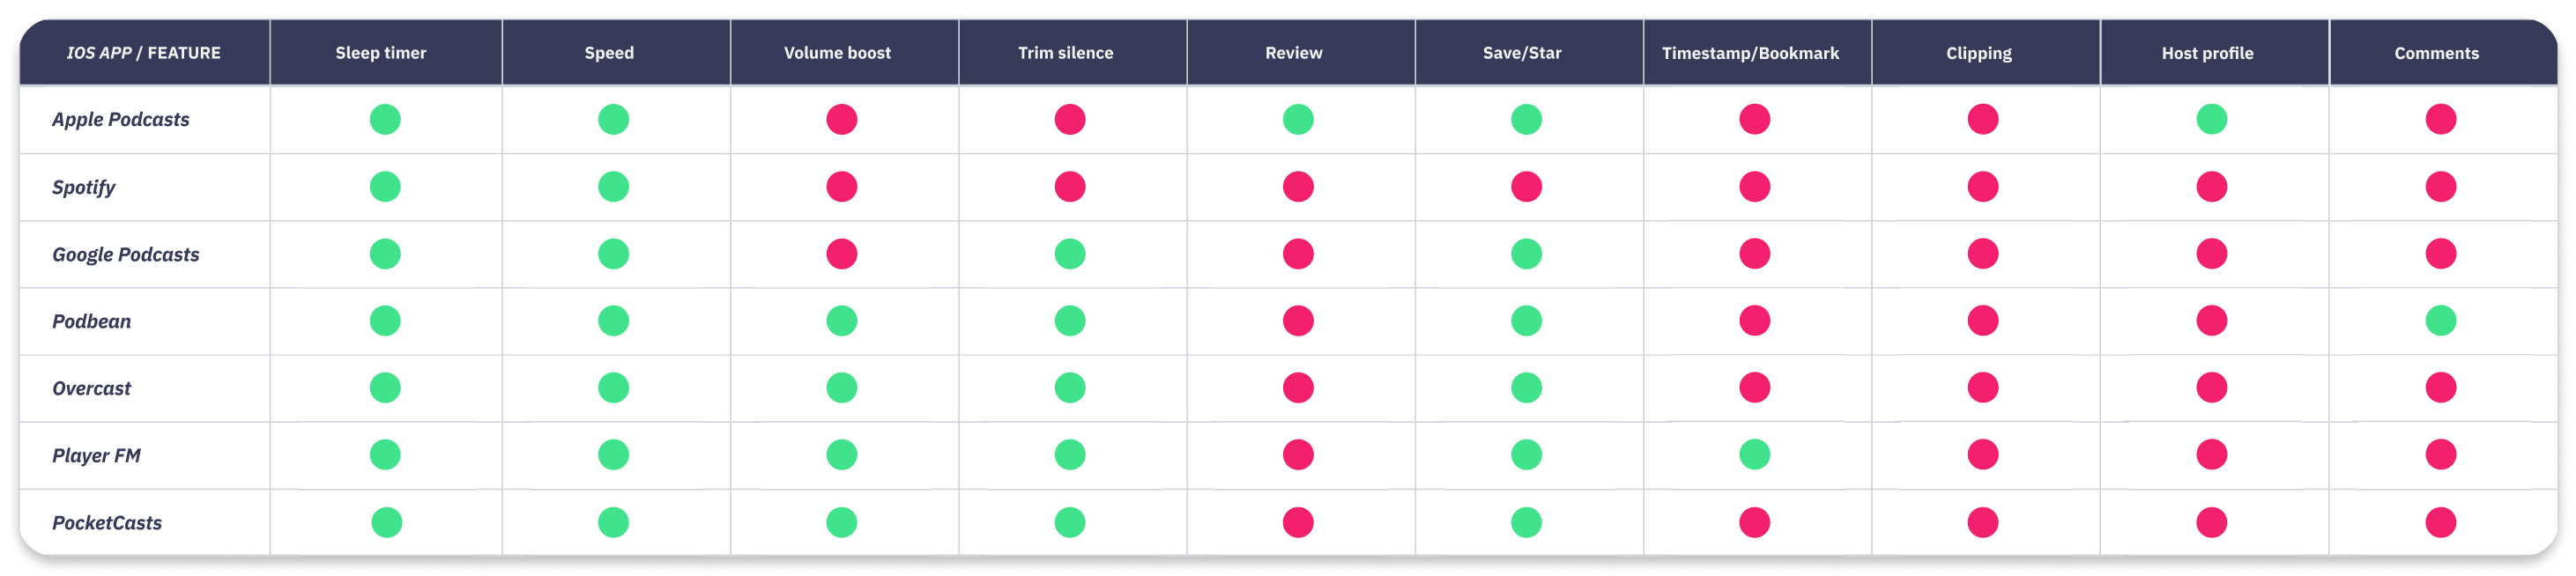 IOS APP / FEATURE Sleep timer Speed Volume boost Trim silence Review Save/Star Timestamp/Bookmark Clipping Host profile Comments
Apple Podcasts
Spotify
Google Podcasts
Podbean
Overcast
Player FM
PocketCasts